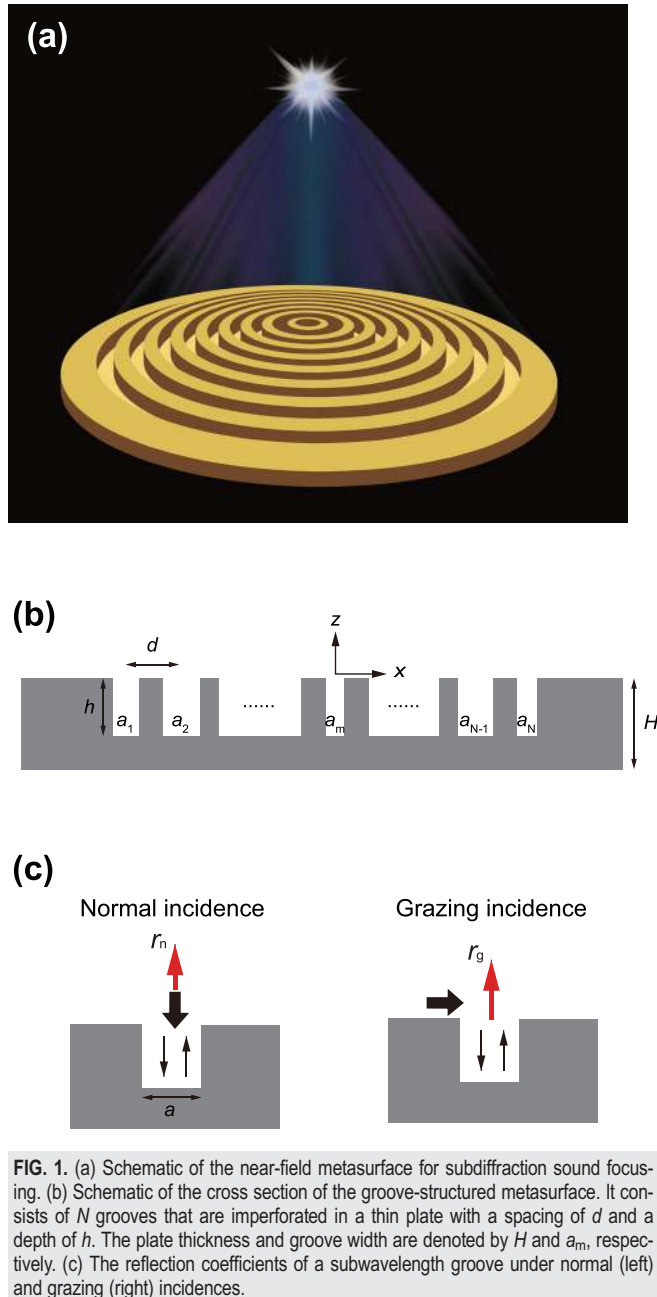 (a)
(b)
z
d
x
h
a1
a2
......
am
......
aN-1
aN
H
(c)
Normal incidence
Grazing incidence
rn
rg
a
FIG. 1. (a) Schematic of the near-field metasurface for subdiffraction sound focus-
ing. (b) Schematic of the cross section of the groove-structured metasurface. It con-
sists of N grooves that are imperforated in a thin plate with a spacing of d and a
depth of h. The plate thickness and groove width are denoted by H and am, respec-
tively. (c) The reflection coefficients of a subwavelength groove under normal (left)
and grazing (right) incidences.